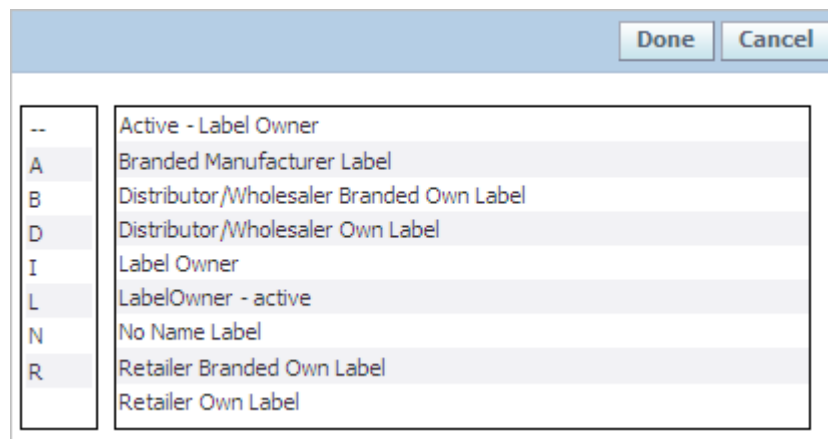 Done Cancel
-- Active - Label Owner
A Branded Manufacturer Label
B Distributor/Wholesaler Branded Own Label
D Distributor/Wholesaler Own Label
I Label Owner
L LabelOwner - active
N No Name Label
R Retailer Branded Own Label
Retailer Own Label